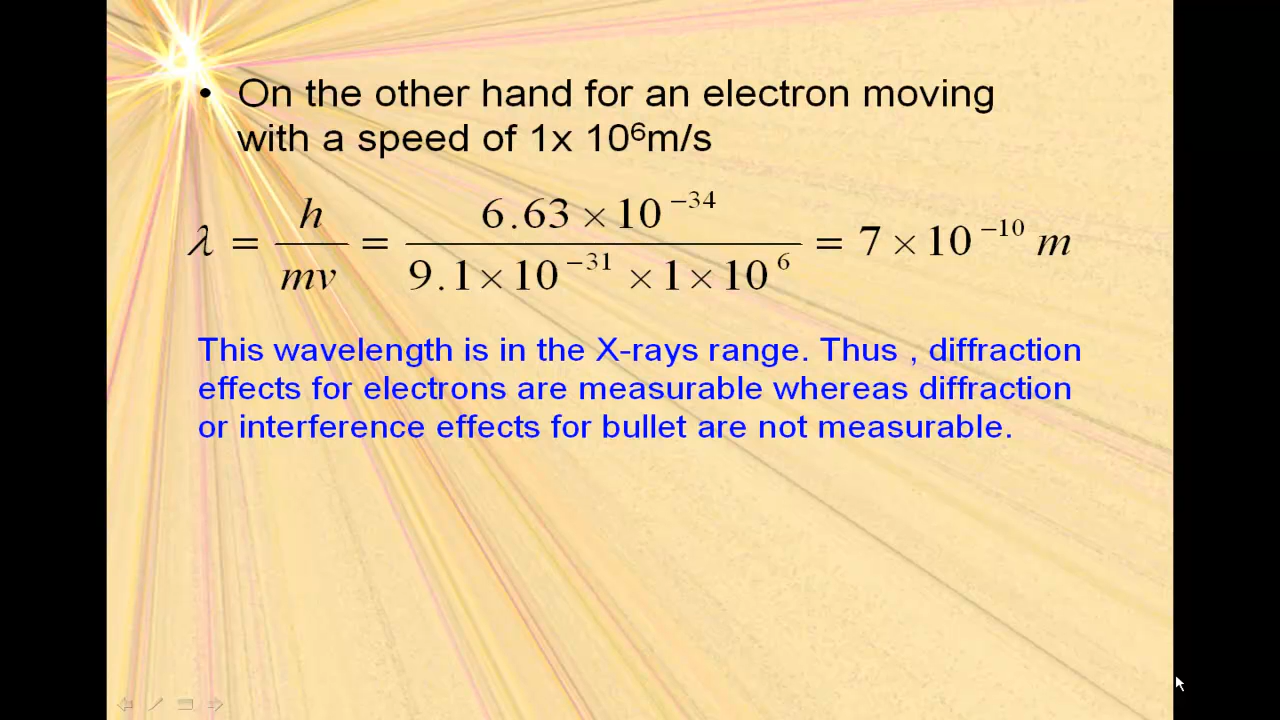 • On the other hand for an electron moving
with a speed of 1x 10⁶m/s
λ = h/mv = 6.63 × 10⁻³⁴ / 9.1 × 10⁻³¹ × 1 × 10⁶ = 7 × 10⁻¹⁰ m
This wavelength is in the X-rays range. Thus , diffraction
effects for electrons are measurable whereas diffraction
or interference effects for bullet are not measurable.